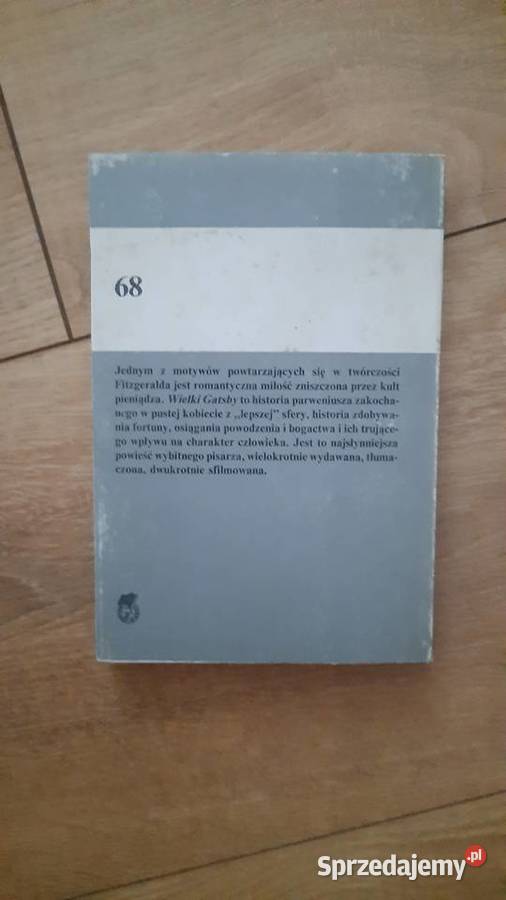 68
Jednym z motywów powtarzających się w twórczości
Fitzgeralda jest romantyczna miłość zniszczona przez kult
pieniądza. Wielki Gatsby to historia parweniusza zakocha-
nego w pustej kobiecie z „lepszej” sfery, historia zdobywa-
nia fortuny, osiągania powodzenia i bogactwa i ich trujące-
go wpływu na charakter człowieka. Jest to najsłynniejsza
powieść wybitnego pisarza, wielokrotnie wydawana, tłuma-
czona, dwukrotnie sfilmowana.
Sprzedajemy.pl